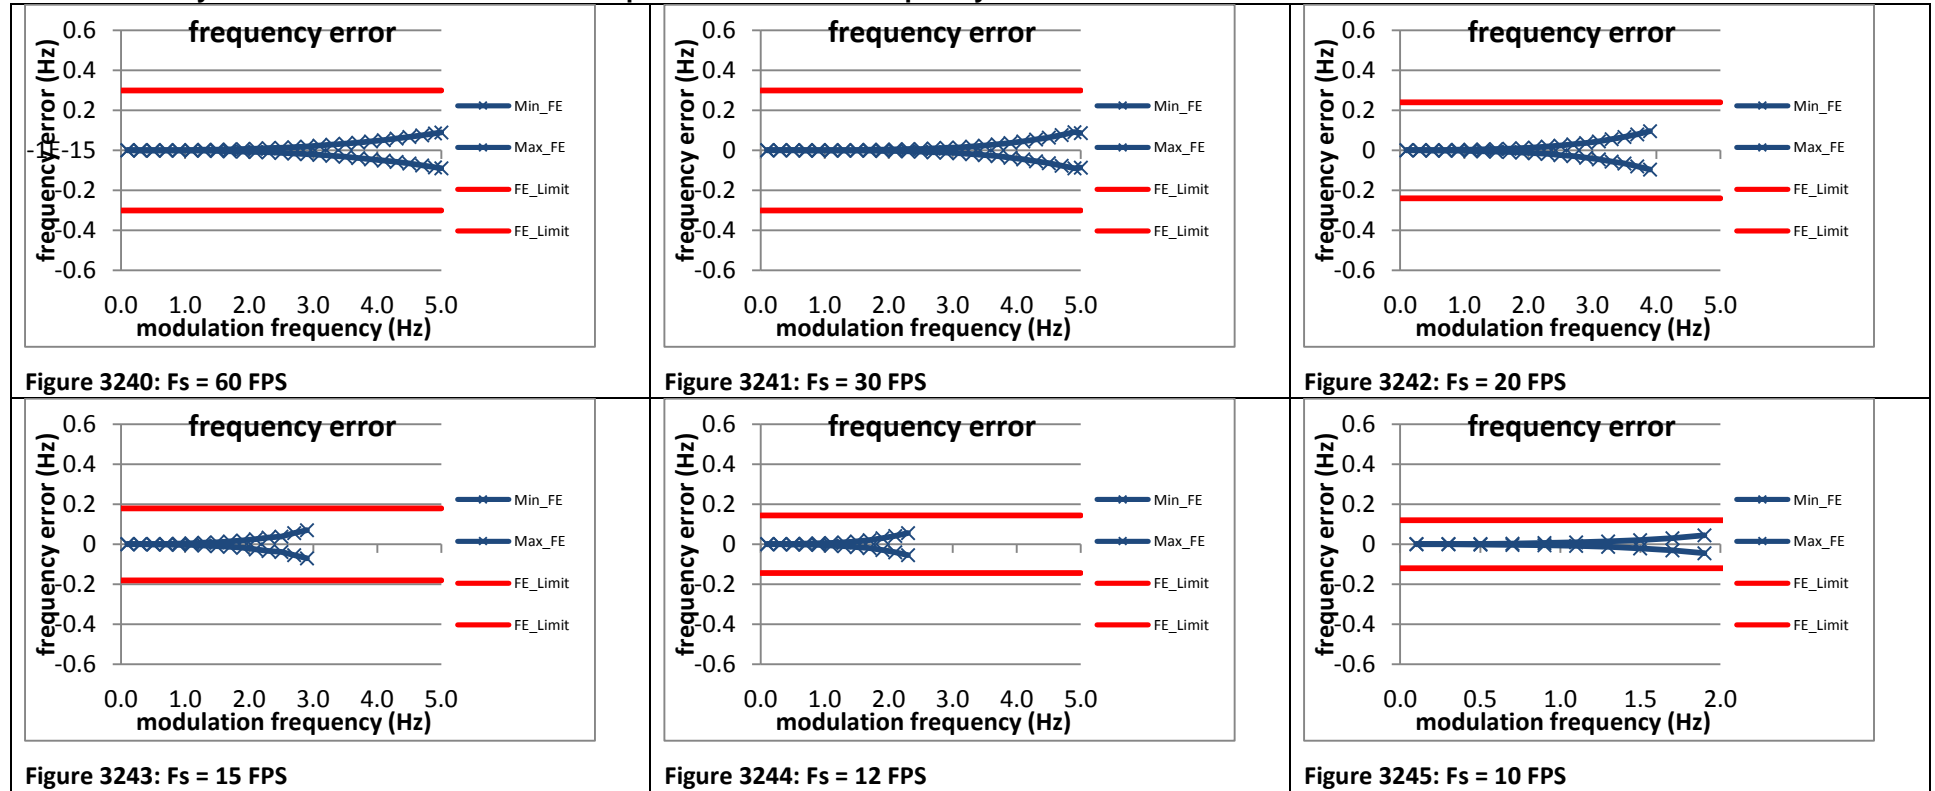 frequency error
frequency error (Hz)
0.6
0.4
0.2
-1E-15
-0.2
-0.4
-0.6
0.0 1.0 2.0 3.0 4.0 5.0
modulation frequency (Hz)
Min_FE
Max_FE
FE_Limit
FE_Limit
Figure 3240: Fs = 60 FPS
frequency error
frequency error (Hz)
0.6
0.4
0.2
0
-0.2
-0.4
-0.6
0.0 1.0 2.0 3.0 4.0 5.0
modulation frequency (Hz)
Min_FE
Max_FE
FE_Limit
FE_Limit
Figure 3241: Fs = 30 FPS
frequency error
frequency error (Hz)
0.6
0.4
0.2
0
-0.2
-0.4
-0.6
0.0 1.0 2.0 3.0 4.0 5.0
modulation frequency (Hz)
Min_FE
Max_FE
FE_Limit
FE_Limit
Figure 3242: Fs = 20 FPS
frequency error
frequency error (Hz)
0.6
0.4
0.2
0
-0.2
-0.4
-0.6
0.0 1.0 2.0 3.0 4.0 5.0
modulation frequency (Hz)
Min_FE
Max_FE
FE_Limit
FE_Limit
Figure 3243: Fs = 15 FPS
frequency error
frequency error (Hz)
0.6
0.4
0.2
0
-0.2
-0.4
-0.6
0.0 1.0 2.0 3.0 4.0 5.0
modulation frequency (Hz)
Min_FE
Max_FE
FE_Limit
FE_Limit
Figure 3244: Fs = 12 FPS
frequency error
frequency error (Hz)
0.6
0.4
0.2
0
-0.2
-0.4
-0.6
0.0 0.5 1.0 1.5 2.0
modulation frequency (Hz)
Min_FE
Max_FE
FE_Limit
FE_Limit
Figure 3245: Fs = 10 FPS